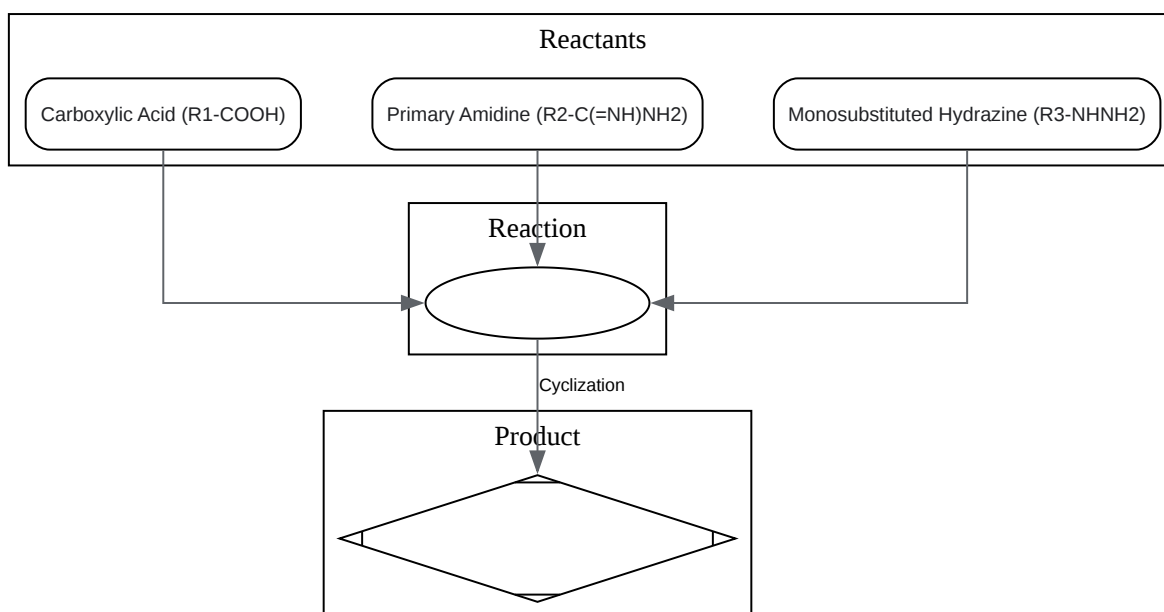 Reactants
Carboxylic Acid (R1-COOH)
Primary Amidine (R2-C(=NH)NH2)
Monosubstituted Hydrazine (R3-NHNH2)
Reaction
Cyclization
Product